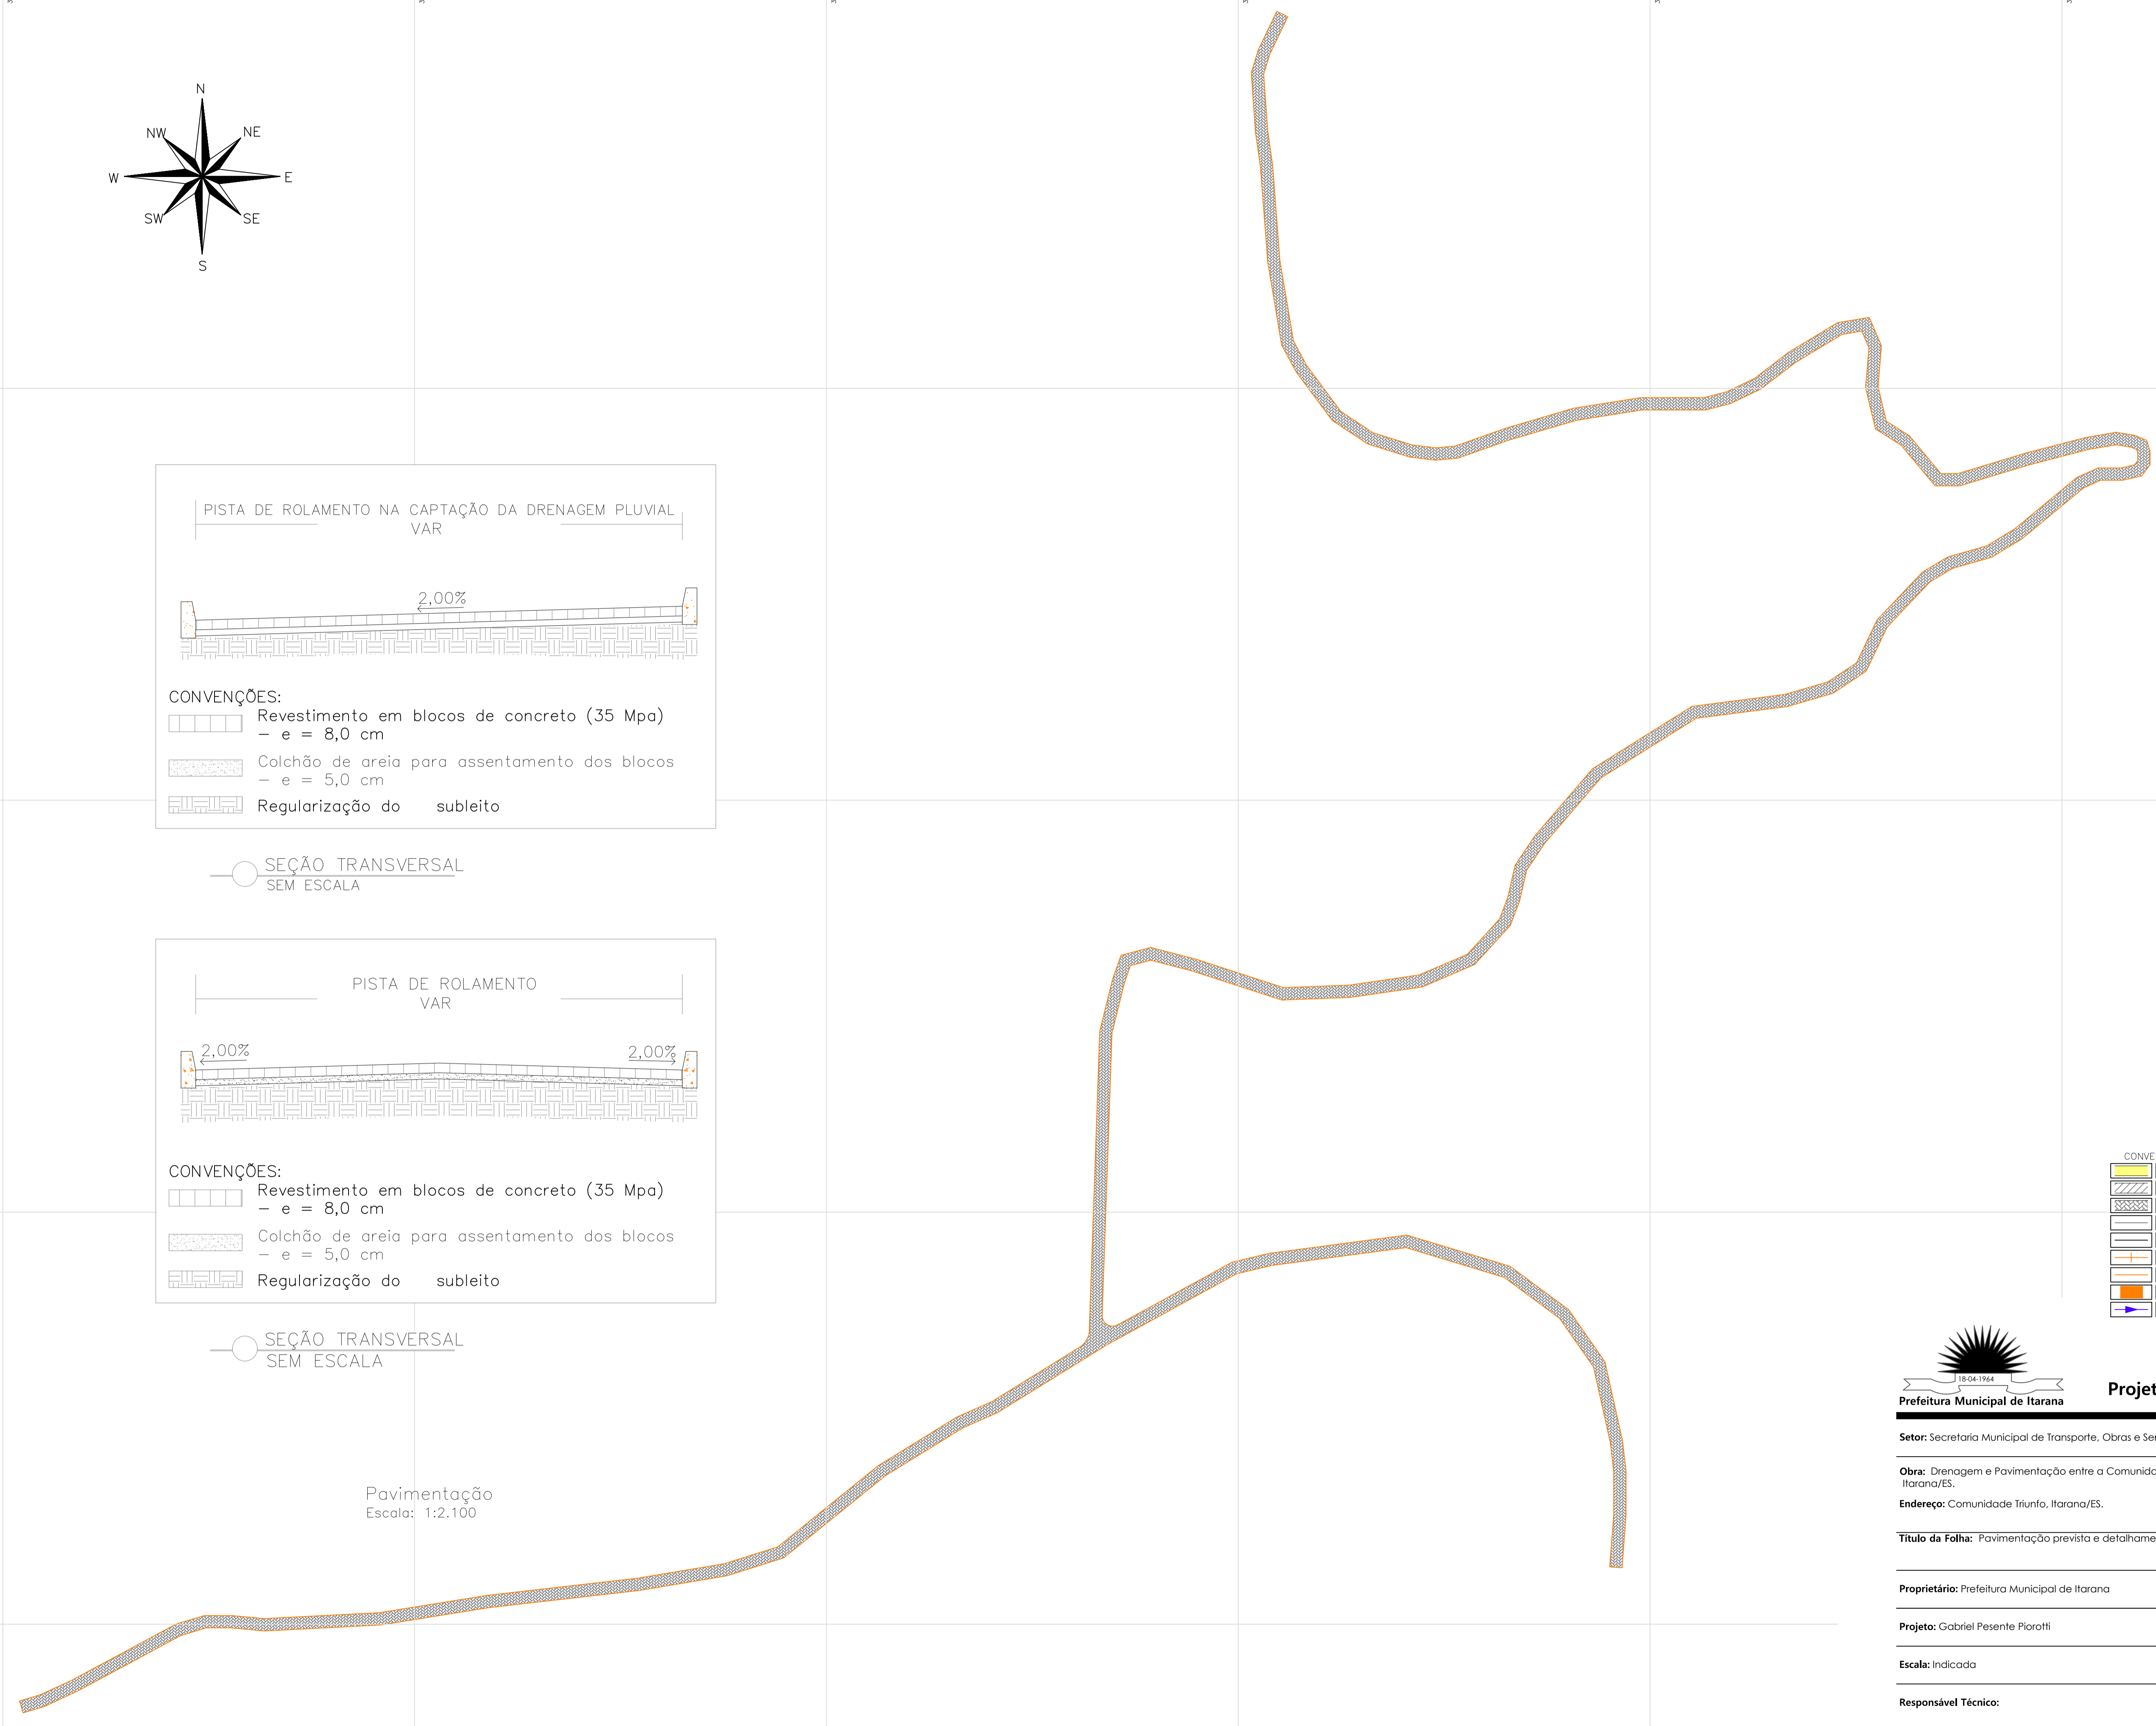 N
NW
NE
W
E
SW
SE
S
PISTA DE ROLAMENTO NA CAPTAÇÃO DA DRENAGEM PLUVIAL
VAR
2,00%
CONVENÇÕES:
Revestimento em blocos de concreto (35 Mpa)
- e = 8,0 cm
Colchão de areia para assentamento dos blocos
- e = 5,0 cm
Regularização do subleito
SEÇÃO TRANSVERSAL
SEM ESCALA
PISTA DE ROLAMENTO
VAR
2,00%
2,00%
CONVENÇÕES:
Revestimento em blocos de concreto (35 Mpa)
- e = 8,0 cm
Colchão de areia para assentamento dos blocos
- e = 5,0 cm
Regularização do subleito
SEÇÃO TRANSVERSAL
SEM ESCALA
Pavimentação
Escala: 1:2.100
CONVE
18-04-1964
Prefeitura Municipal de Itarana
Projet
Setor: Secretaria Municipal de Transporte, Obras e Ser
Obra: Drenagem e Pavimentação entre a Comunida
Itarana/ES.
Endereço: Comunidade Triunfo, Itarana/ES.
Título da Folha: Pavimentação prevista e detalhame
Proprietário: Prefeitura Municipal de Itarana
Projeto: Gabriel Pesente Piorotti
Escala: Indicada
Responsável Técnico: